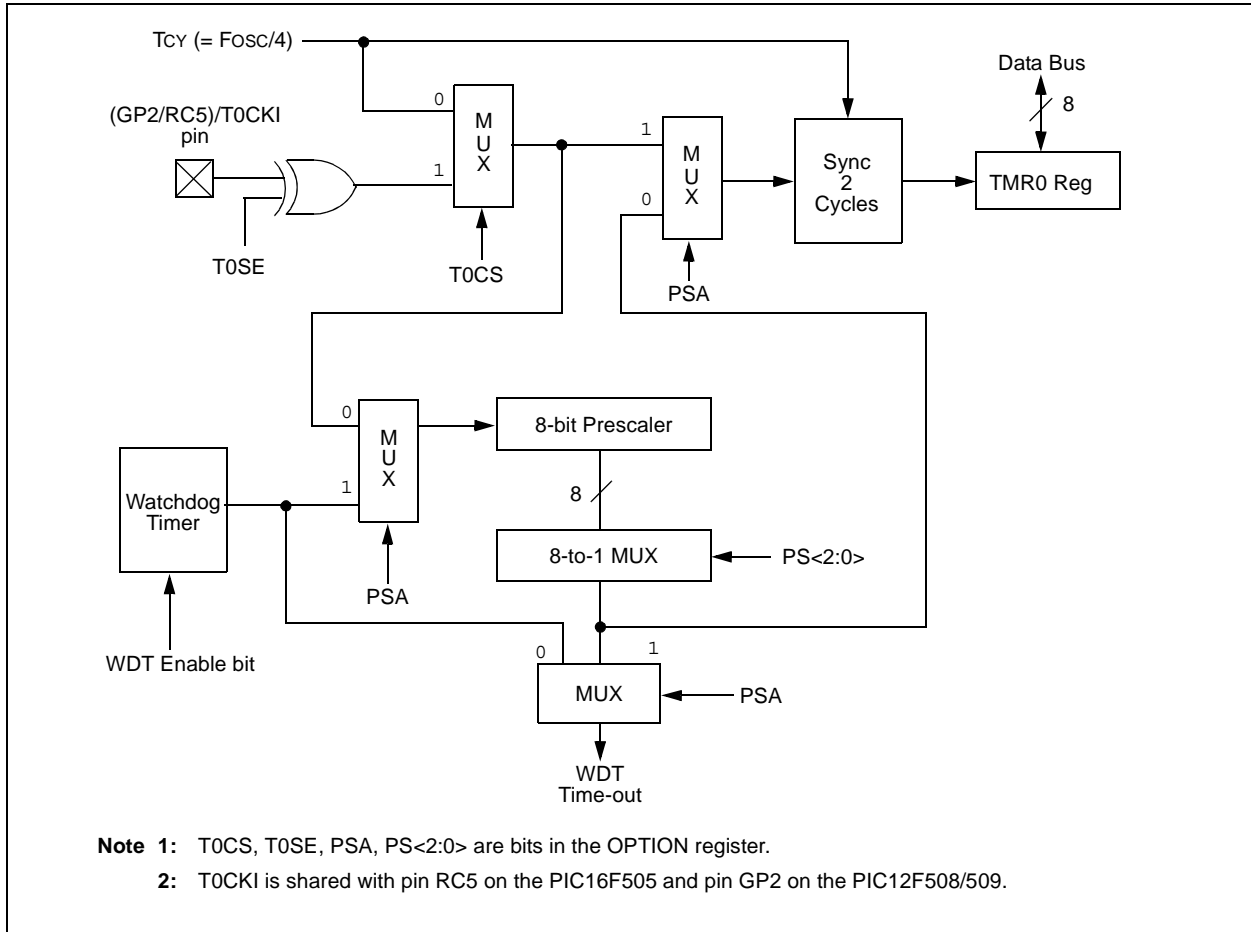 TCY (= FOSC/4)
Data Bus
8
(GP2/RC5)/T0CKI
pin
0
1
M
U
X
T0SE
T0CS
1
0
M
U
X
PSA
Sync
2
Cycles
TMR0 Reg
0
1
M
U
X
PSA
8-bit Prescaler
8
8-to-1 MUX
PS<2:0>
Watchdog
Timer
WDT Enable bit
0
1
MUX
PSA
WDT
Time-out
Note 1: T0CS, T0SE, PSA, PS<2:0> are bits in the OPTION register.
2: T0CKI is shared with pin RC5 on the PIC16F505 and pin GP2 on the PIC12F508/509.